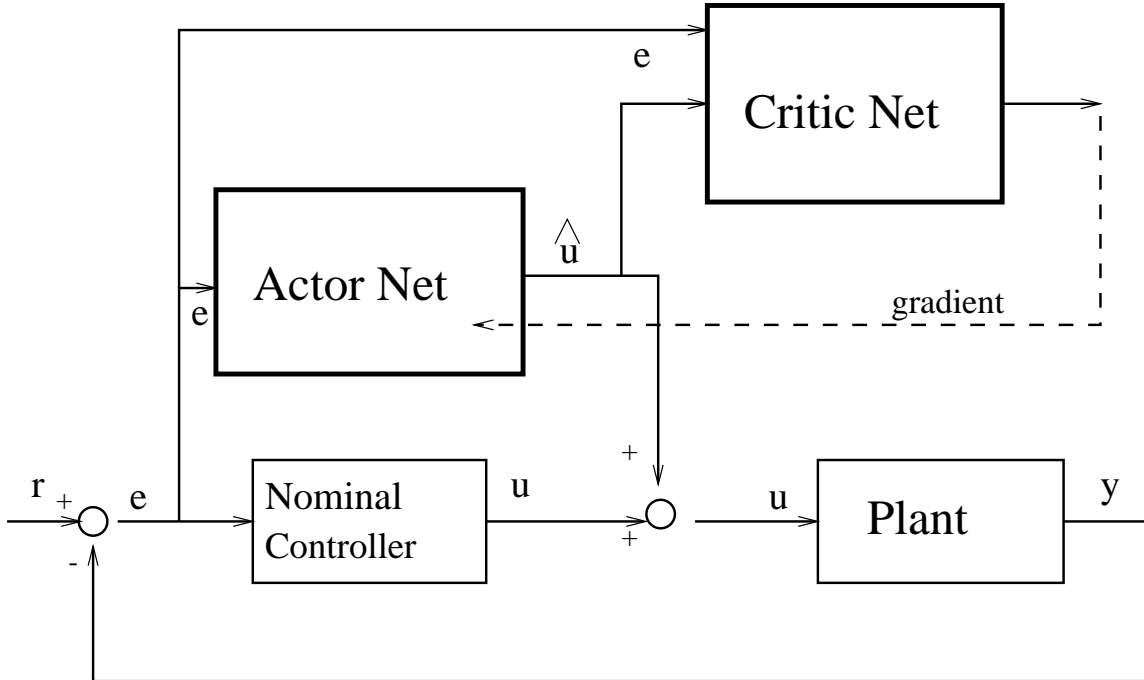 e
Critic Net
^
u
Actor Net
e
gradient
+
r
+
e
Nominal
Controller
u
u
Plant
y
+
-